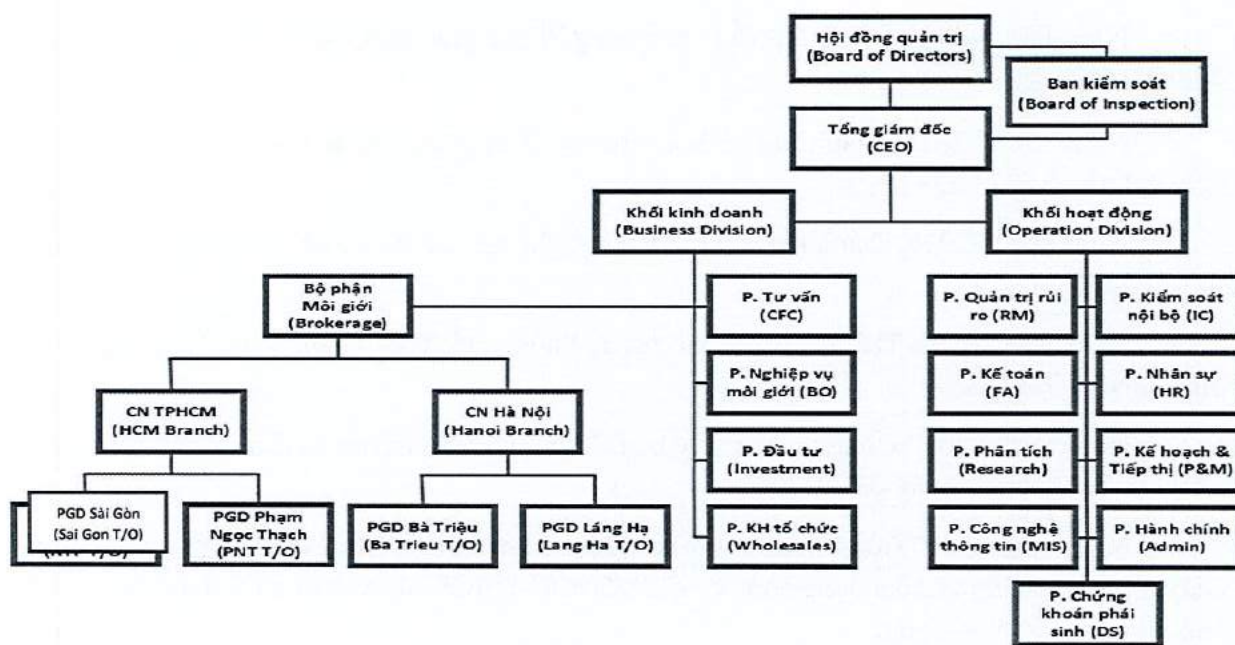 Hội đồng quản trị
(Board of Directors)
Ban kiểm soát
(Board of Inspection)
Tổng giám đốc
(CEO)
Khối kinh doanh
(Business Division)
Khối hoạt động
(Operation Division)
Bộ phận
Môi giới
(Brokerage)
P. Tư vấn
(CFC)
P. Quản trị rủi
ro (RM)
P. Kiểm soát
nội bộ (IC)
P. Nghiệp vụ
môi giới (BO)
P. Kế toán
(FA)
P. Nhân sự
(HR)
CN TPHCM
(HCM Branch)
CN Hà Nội
(Hanoi Branch)
P. Đầu tư
(Investment)
P. Phân tích
(Research)
P. Kế hoạch &
Tiếp thị (P&M)
PGD Sài Gòn
(Sai Gon T/O)
PGD Phạm
Ngọc Thạch
(PNT T/O)
PGD Bà Triệu
(Ba Trieu T/O)
PGD Láng Hạ
(Lang Ha T/O)
P. KH tổ chức
(Wholesales)
P. Công nghệ
thông tin (MIS)
P. Hành chính
(Admin)
P. Chứng
khoán phái
sinh (DS)